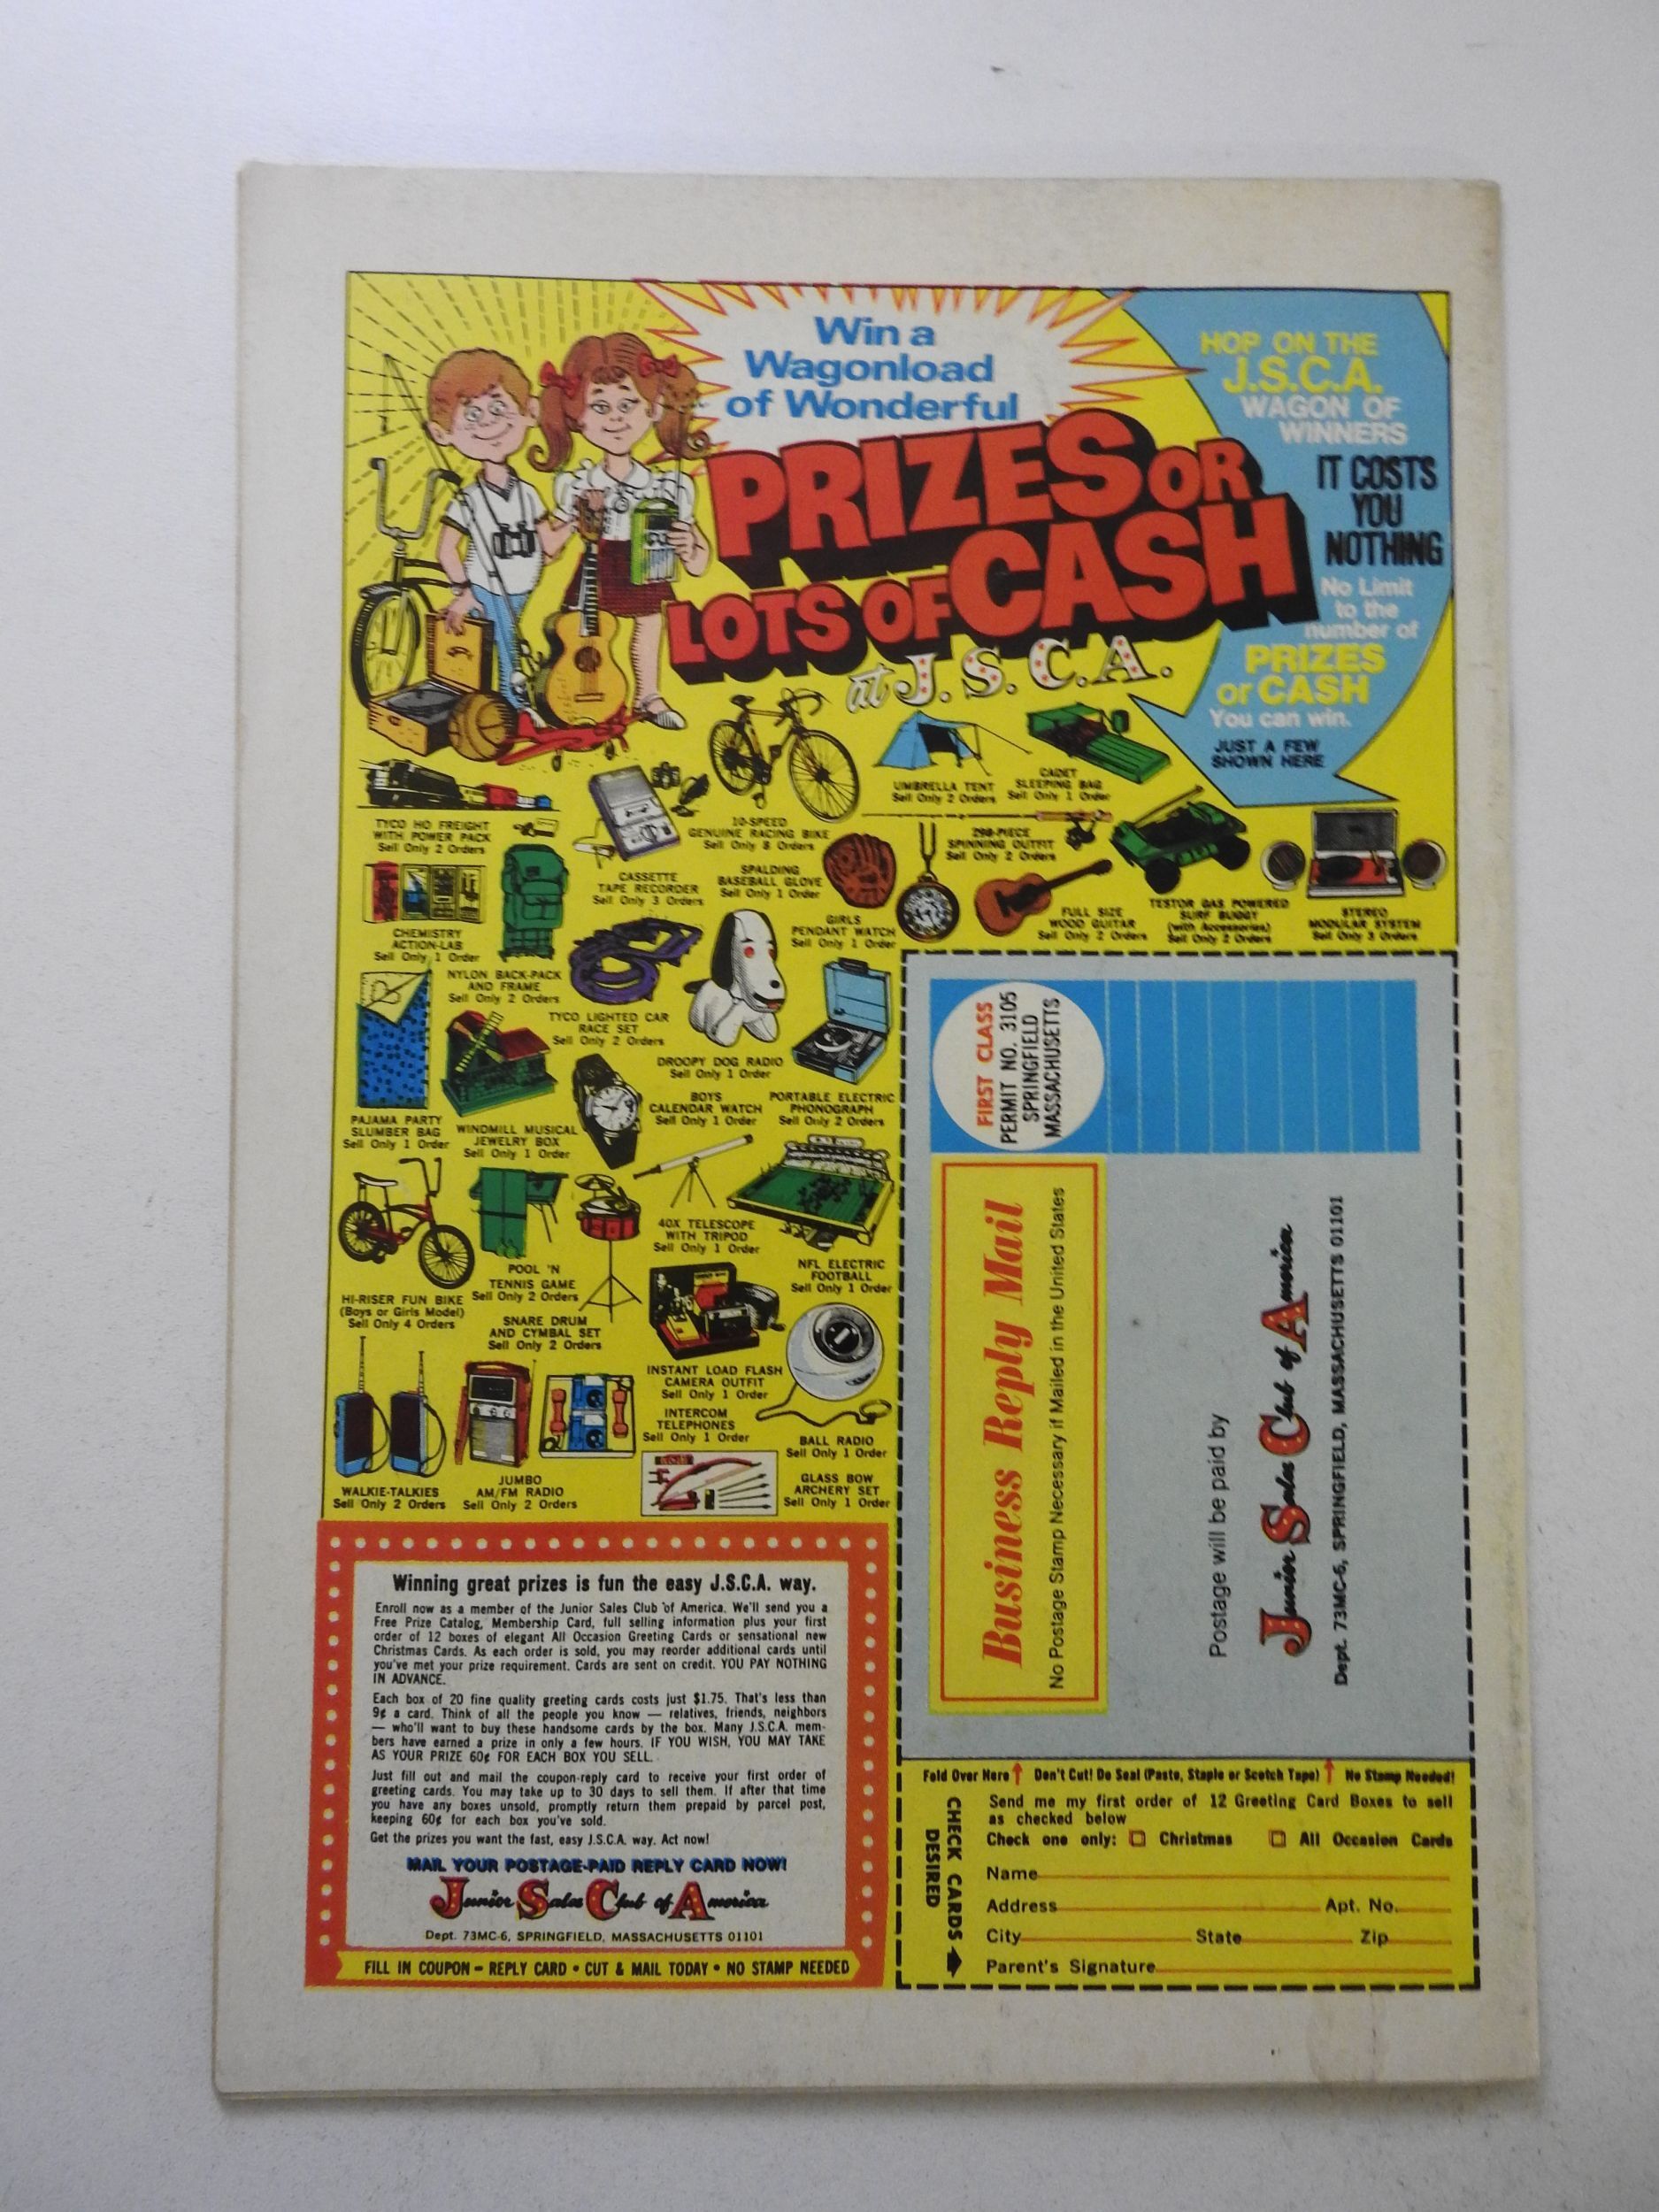 Win a
Wagonload
of Wonderful
PRIZES OR
LOTS OF CASH
at J.S.C.A.
HOP ON THE
J.S.C.A.
WAGON OF
WINNERS
IT COSTS
YOU
NOTHING
No Limit
to the
number of
PRIZES
or CASH
You can win.
JUST A FEW
SHOWN HERE
UMBRELLA TENT
Sell Only 2 Orders
CADET
SLEEPING BAG
Sell Only 1 Order
TYCO HO FREIGHT
WITH POWER PACK
Sell Only 2 Orders
10-SPEED
GENUINE RACING BIKE
Sell Only 8 Orders
298-PIECE
SPINNING OUTFIT
Sell Only 2 Orders
CASSETTE
TAPE RECORDER
Sell Only 3 Orders
SPALDING
BASEBALL GLOVE
Sell Only 1 Order
GIRLS
PENDANT WATCH
Sell Only 1 Order
FULL SIZE
WOOD GUITAR
Sell Only 2 Orders
TESTOR GAS POWERED
SURF BUGGY
(with Accessories)
Sell Only 2 Orders
STEREO
MODULAR SYSTEM
Sell Only 3 Orders
CHEMISTRY
ACTION-LAB
Sell Only 1 Order
NYLON BACK-PACK
AND FRAME
Sell Only 2 Orders
TYCO LIGHTED CAR
RACE SET
Sell Only 2 Orders
DROOPY DOG RADIO
Sell Only 1 Order
PAJAMA PARTY
SLUMBER BAG
Sell Only 1 Order
WINDMILL MUSICAL
JEWELRY BOX
Sell Only 1 Order
BOYS
CALENDAR WATCH
Sell Only 1 Order
PORTABLE ELECTRIC
PHONOGRAPH
Sell Only 2 Orders
40X TELESCOPE
WITH TRIPOD
Sell Only 1 Order
NFL ELECTRIC
FOOTBALL
Sell Only 1 Order
HI-RISER FUN BIKE
(Boys or Girls Model)
Sell Only 4 Orders
POOL 'N
TENNIS GAME
Sell Only 2 Orders
SNARE DRUM
AND CYMBAL SET
Sell Only 2 Orders
INSTANT LOAD FLASH
CAMERA OUTFIT
Sell Only 1 Order
INTERCOM
TELEPHONES
Sell Only 1 Order
BALL RADIO
Sell Only 1 Order
WALKIE-TALKIES
Sell Only 2 Orders
JUMBO
AM/FM RADIO
Sell Only 2 Orders
GLASS BOW
ARCHERY SET
Sell Only 1 Order
Winning great prizes is fun the easy J.S.C.A. way.
Enroll now as a member of the Junior Sales Club of America. We'll send you a
Free Prize Catalog, Membership Card, full selling information plus your first
order of 12 boxes of elegant All Occasion Greeting Cards or sensational new
Christmas Cards. As each order is sold, you may reorder additional cards until
you've met your prize requirement. Cards are sent on credit. YOU PAY NOTHING
IN ADVANCE.
Each box of 20 fine quality greeting cards costs just $1.75. That's less than
9¢ a card. Think of all the people you know — relatives, friends, neighbors
— who'll want to buy these handsome cards by the box. Many J.S.C.A. mem-
bers have earned a prize in only a few hours. IF YOU WISH, YOU MAY TAKE
AS YOUR PRIZE 60¢ FOR EACH BOX YOU SELL.
Just fill out and mail the coupon-reply card to receive your first order of
greeting cards. You may take up to 30 days to sell them. If after that time
you have any boxes unsold, promptly return them prepaid by parcel post,
keeping 60¢ for each box you've sold.
Get the prizes you want the fast, easy J.S.C.A. way. Act now!
MAIL YOUR POSTAGE-PAID REPLY CARD NOW!
Junior Sales Club of America
Dept. 73MC-6, SPRINGFIELD, MASSACHUSETTS 01101
FILL IN COUPON – REPLY CARD • CUT & MAIL TODAY • NO STAMP NEEDED
FIRST CLASS
PERMIT NO. 3105
SPRINGFIELD
MASSACHUSETTS
Business Reply Mail
No Postage Stamp Necessary if Mailed in the United States
Postage will be paid by
Junior Sales Club of America
Dept. 73MC-6, SPRINGFIELD, MASSACHUSETTS 01101
Fold Over Here Don't Cut! Do Seal (Paste, Staple or Scotch Tape) No Stamp Needed!
CHECK CARDS
DESIRED
Send me my first order of 12 Greeting Card Boxes to sell
as checked below
Check one only: Christmas All Occasion Cards
Name
Address Apt. No.
City State Zip
Parent's Signature